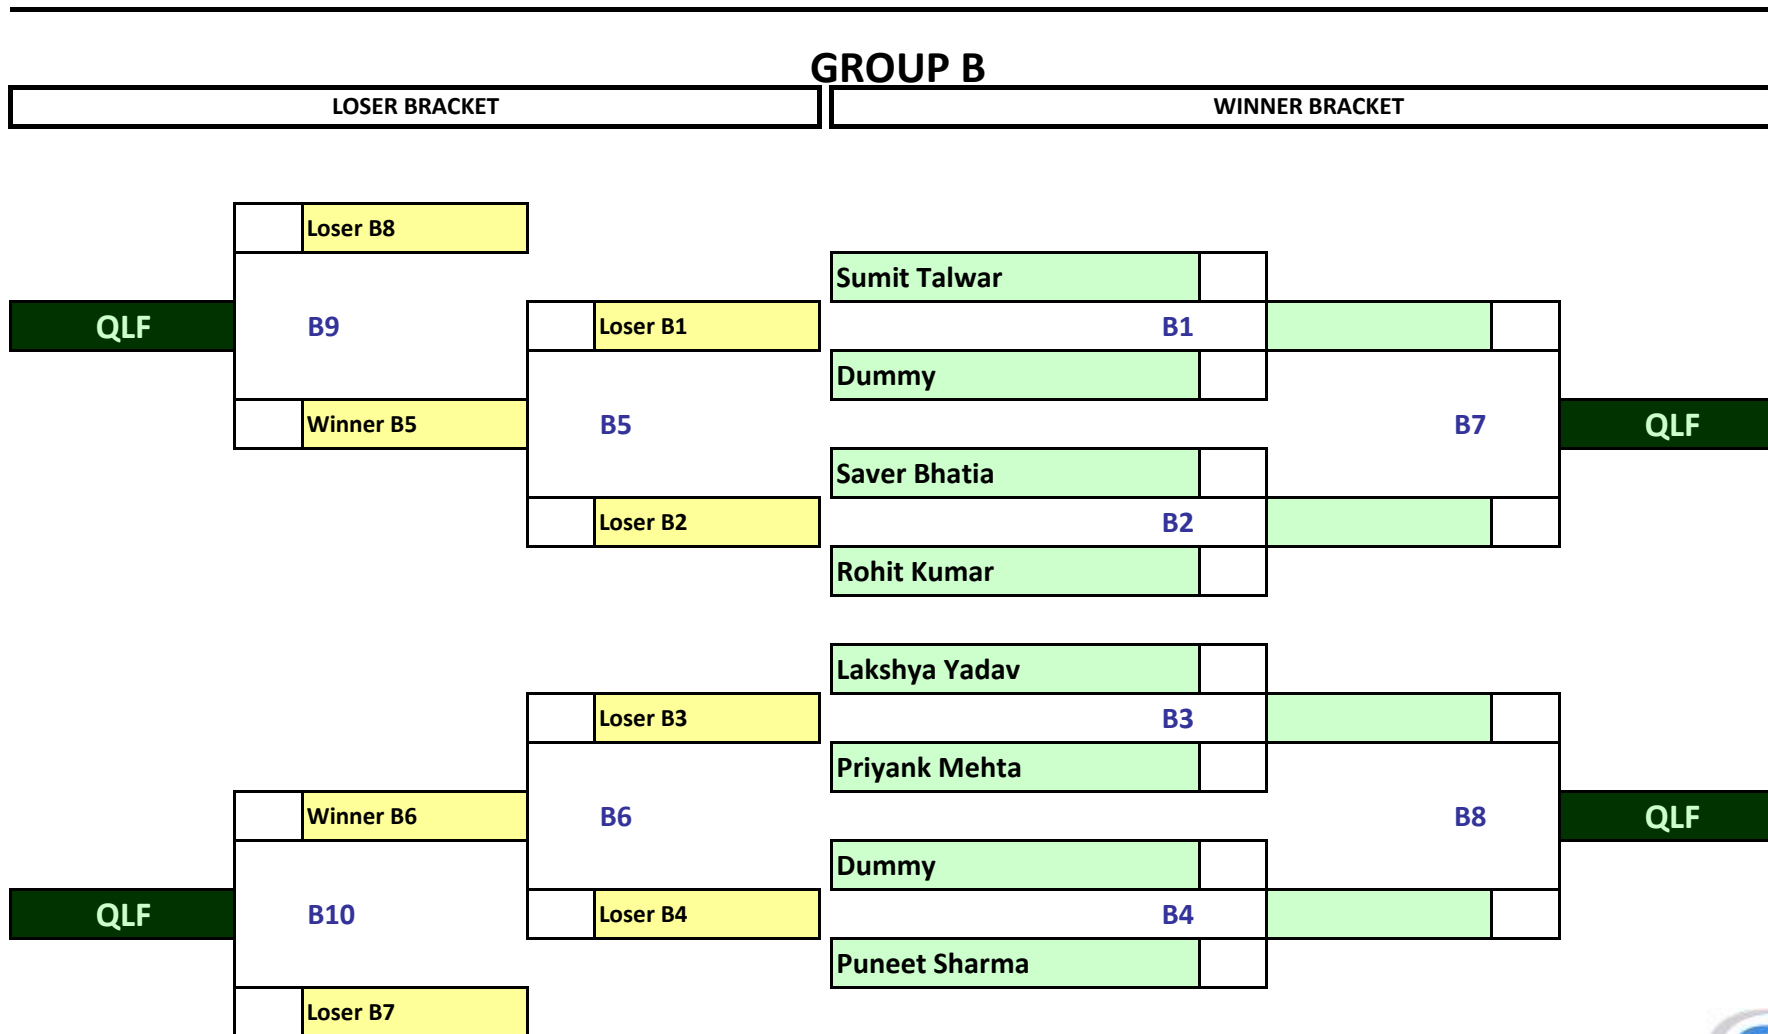 GROUP B
LOSER BRACKET
WINNER BRACKET
Loser B8
Sumit Talwar
QLF
B9
Loser B1
B1
Dummy
Winner B5
B5
B7
QLF
Saver Bhatia
Loser B2
B2
Rohit Kumar
Lakshya Yadav
Loser B3
B3
Priyank Mehta
Winner B6
B6
B8
QLF
Dummy
QLF
B10
Loser B4
B4
Puneet Sharma
Loser B7